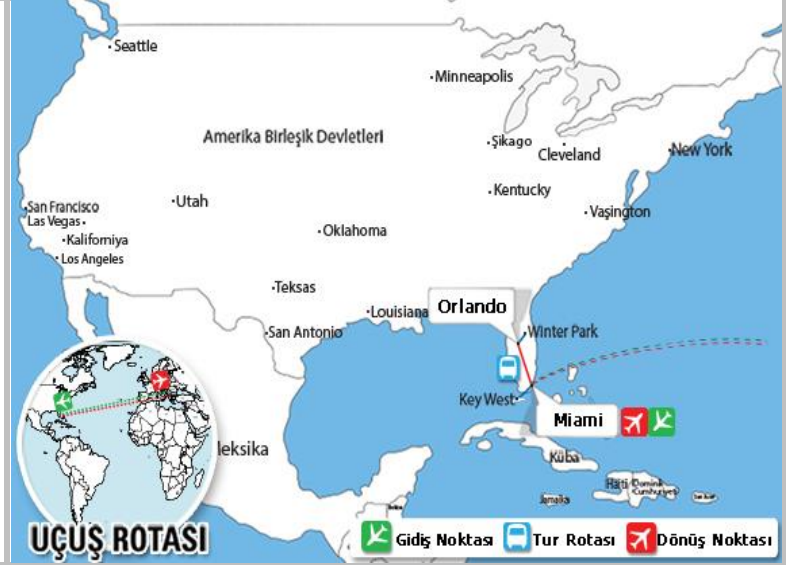 Seattle
Minneapolis
Amerika Birleşik Devletleri
Şikago
Cleveland
New York
Kentucky
Utah
San Francisco
Las Vegas
Vaşington
Oklahoma
Kaliforniya
Los Angeles
Teksas
Orlando
Louisiana
San Antonio
Winter Park
Key West
Miami
leksika
Küba
Haiti
Dominik
Cumhuriyeti
Jamaika
UÇUŞ ROTASI
Gidiş Noktası
Tur Rotası
Dönüş Noktası